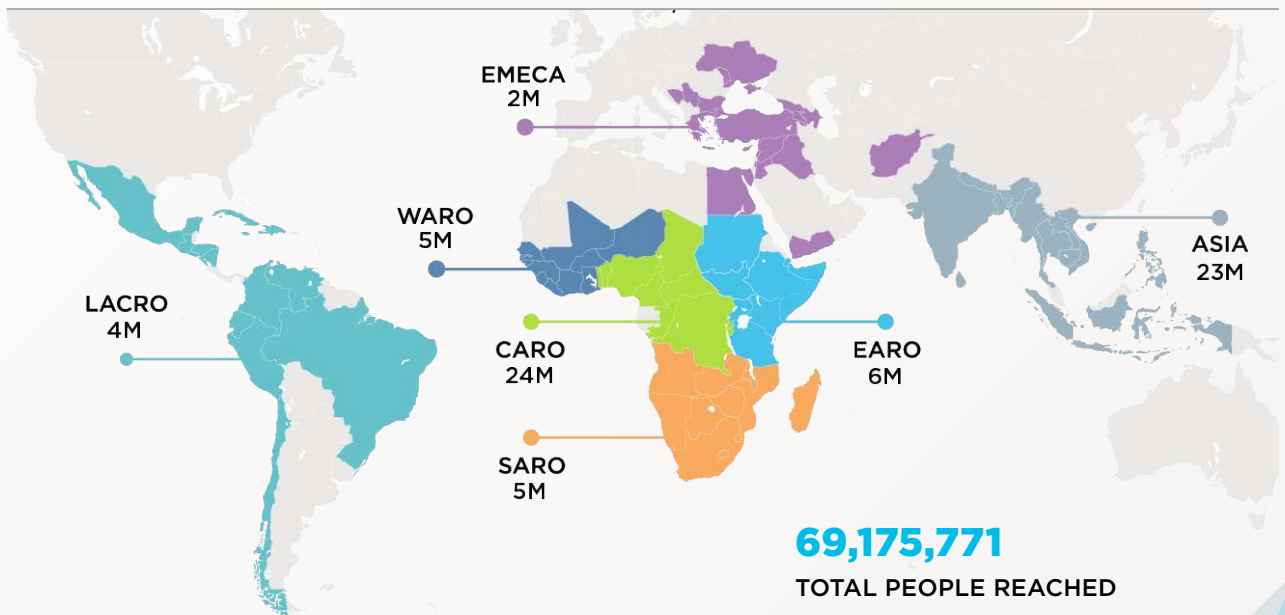 EMECA
2M
WARO
5M
ASIA
23M
LACRO
4M
CARO
24M
EARO
6M
SARO
5M
69,175,771
TOTAL PEOPLE REACHED